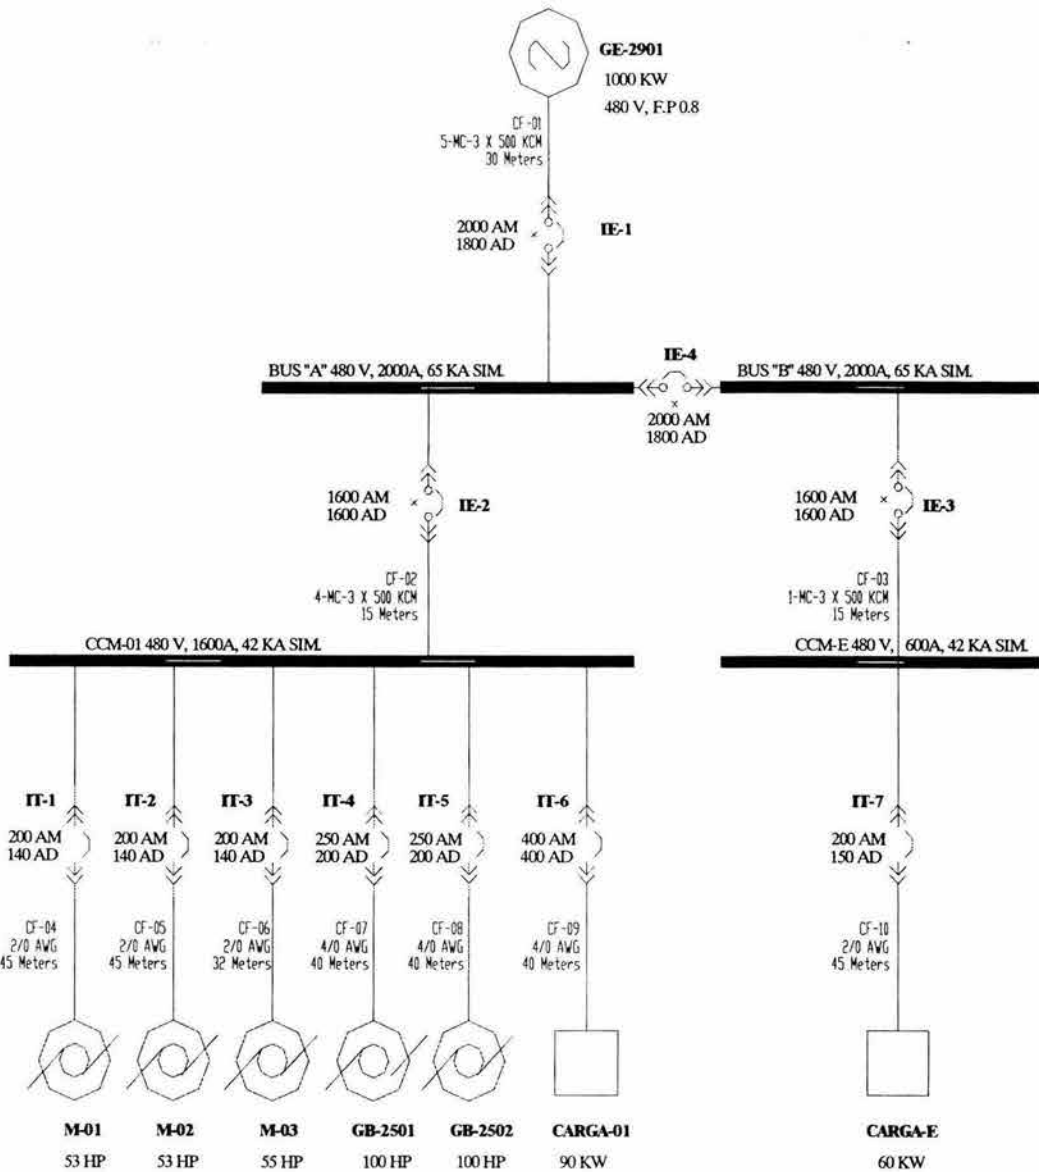 GE-2901
1000 KW
480 V, F.P 0.8
CF-01
5-MC-3 X 500 KCM
30 Meters
2000 AM
1800 AD
IE-1
BUS "A" 480 V, 2000A, 65 KA SIM.
IE-4
2000 AM
1800 AD
BUS "B" 480 V, 2000A, 65 KA SIM.
1600 AM
1600 AD
IE-2
1600 AM
1600 AD
IE-3
CF-02
4-MC-3 X 500 KCM
15 Meters
CF-03
1-MC-3 X 500 KCM
15 Meters
CCM-01 480 V, 1600A, 42 KA SIM.
CCM-E 480 V, 600A, 42 KA SIM.
IT-1
200 AM
140 AD
IT-2
200 AM
140 AD
IT-3
200 AM
140 AD
IT-4
250 AM
200 AD
IT-5
250 AM
200 AD
IT-6
400 AM
400 AD
IT-7
200 AM
150 AD
CF-04
2/0 AWG
45 Meters
CF-05
2/0 AWG
45 Meters
CF-06
2/0 AWG
32 Meters
CF-07
4/0 AWG
40 Meters
CF-08
4/0 AWG
40 Meters
CF-09
4/0 AWG
40 Meters
CF-10
2/0 AWG
45 Meters
M-01
53 HP
M-02
53 HP
M-03
55 HP
GB-2501
100 HP
GB-2502
100 HP
CARGA-01
90 KW
CARGA-E
60 KW